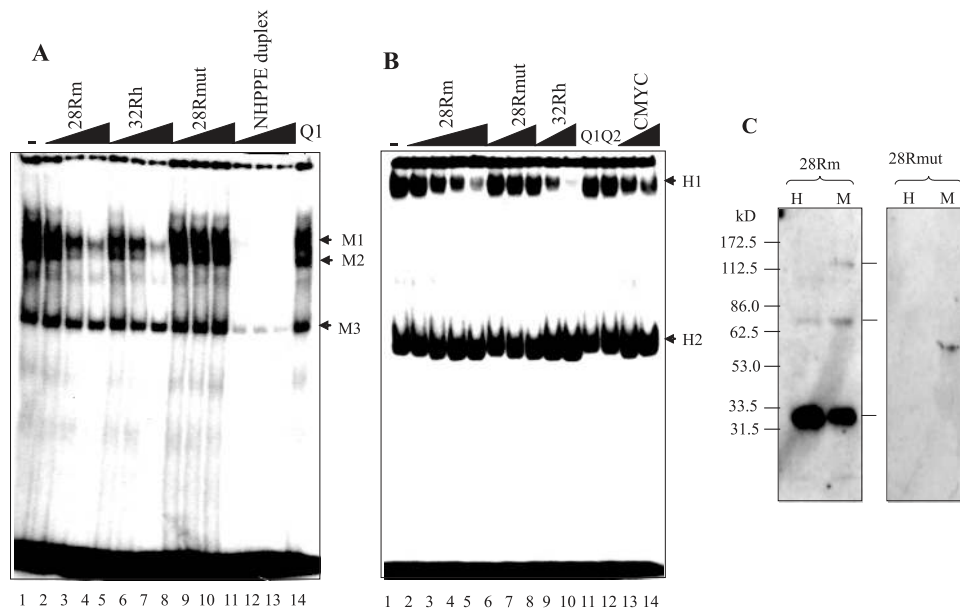 A
28Rm
32Rh
28Rmut
NHPPE duplex
-
Q1
M1
M2
M3
1 2 3 4 5 6 7 8 9 10 11 12 13 14
B
28Rm
28Rmut
32Rh
Q1Q2
CMYC
-
H1
H2
1 2 3 4 5 6 7 8 9 10 11 12 13 14
C
28Rm
28Rmut
H M
H M
kD
172.5
112.5
86.0
62.5
53.0
33.5
31.5